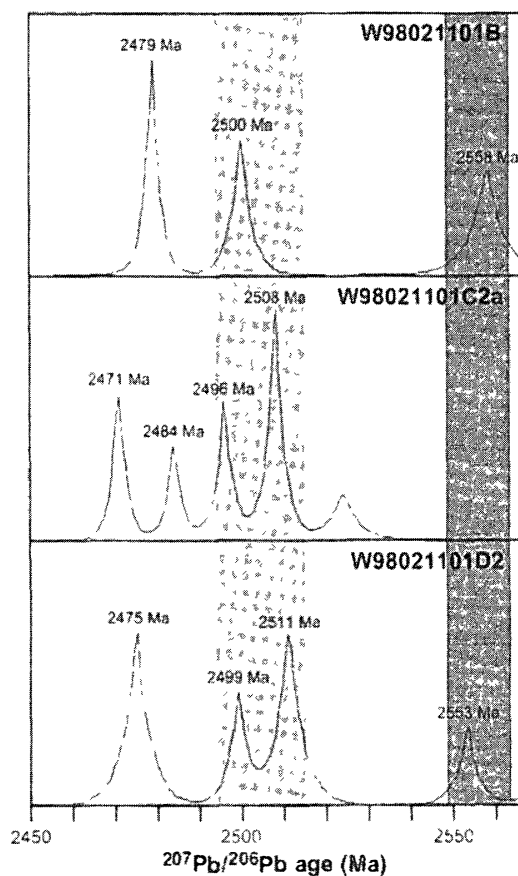 W98021101B
2479 Ma
2500 Ma
2558 Ma
W98021101C2a
2508 Ma
2471 Ma
2496 Ma
2484 Ma
W98021101D2
2475 Ma
2511 Ma
2499 Ma
2553 Ma
2450 2500 2550
²⁰⁷Pb/²⁰⁶Pb age (Ma)